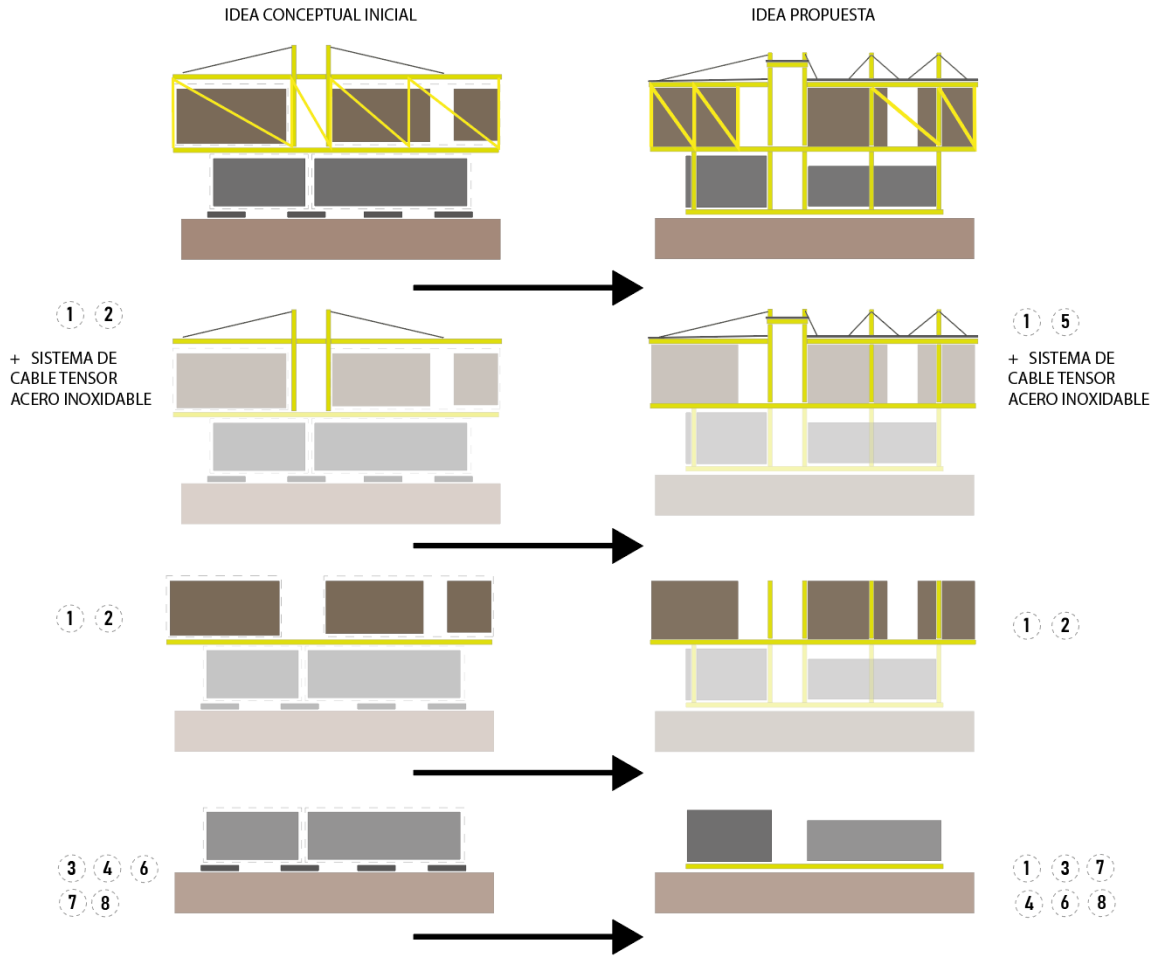 IDEA CONCEPTUAL INICIAL
IDEA PROPUESTA
1 2
+ SISTEMA DE
CABLE TENSOR
ACERO INOXIDABLE
1 5
+ SISTEMA DE
CABLE TENSOR
ACERO INOXIDABLE
1 2
1 2
3 4 6
7 8
1 3 7
4 6 8